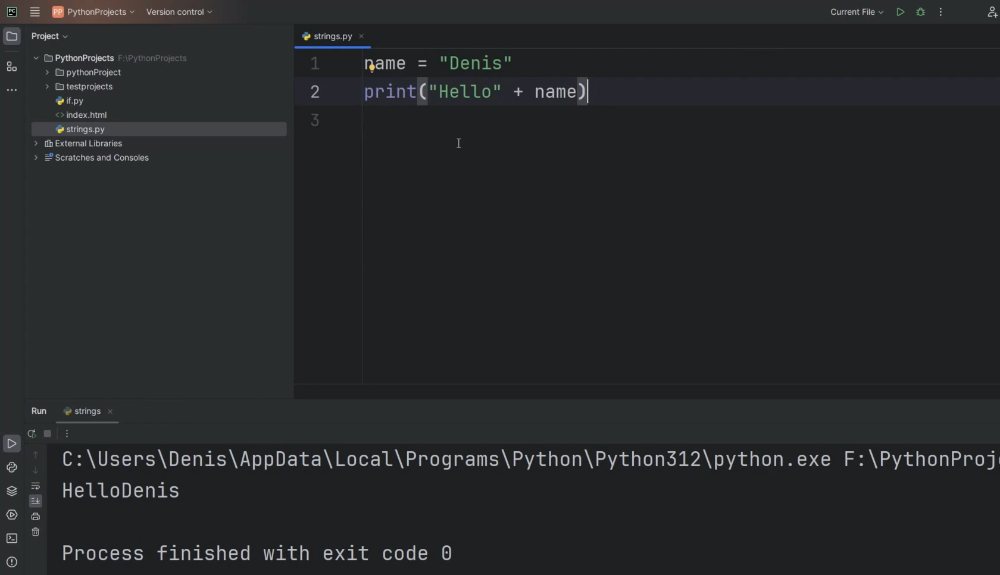 PC
PP PythonProjects Version control
Current File
Project
strings.py
PythonProjects F:\PythonProjects
pythonProject
testprojects
if.py
<> index.html
strings.py
External Libraries
Scratches and Consoles
1 name = "Denis"
2 print("Hello" + name)
3
Run strings
C:\Users\Denis\AppData\Local\Programs\Python\Python312\python.exe F:\PythonProj
HelloDenis
Process finished with exit code 0